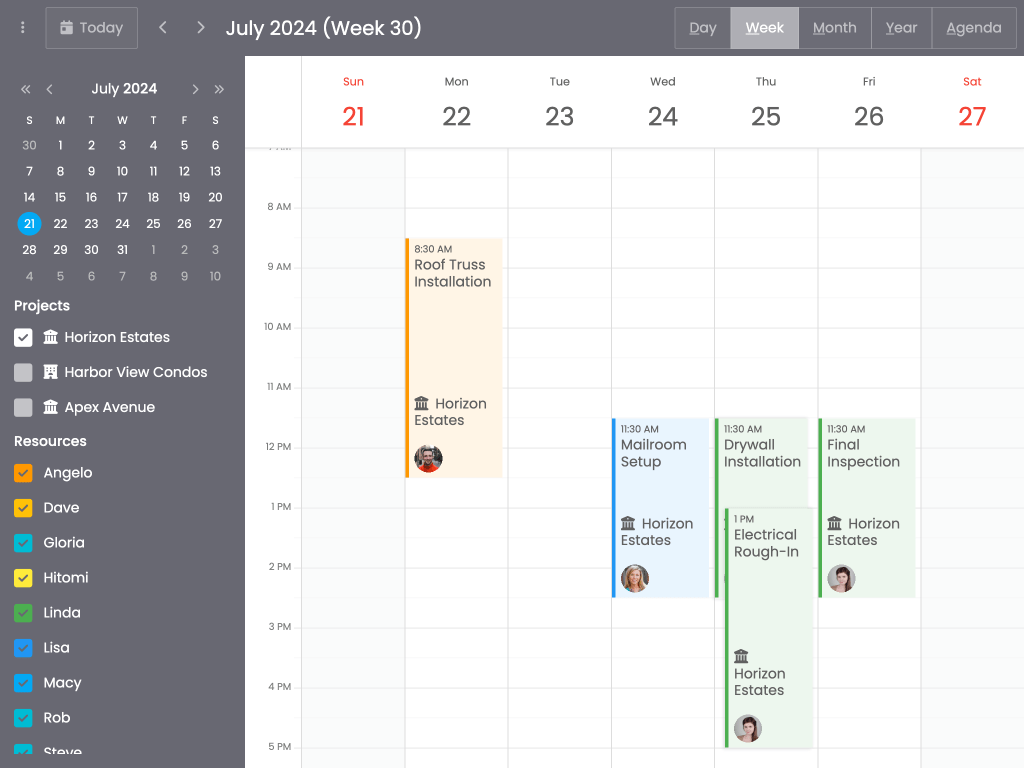 Today
July 2024 (Week 30)
Day Week Month Year Agenda
July 2024
S M T W T F S
30 1 2 3 4 5 6
7 8 9 10 11 12 13
14 15 16 17 18 19 20
21 22 23 24 25 26 27
28 29 30 31 1 2 3
4 5 6 7 8 9 10
Projects
Horizon Estates
Harbor View Condos
Apex Avenue
Resources
Angelo
Dave
Gloria
Hitomi
Linda
Lisa
Macy
Rob
Steve
Sun Mon Tue Wed Thu Fri Sat
21 22 23 24 25 26 27
8 AM
9 AM
10 AM
11 AM
12 PM
1 PM
2 PM
3 PM
4 PM
5 PM
8:30 AM
Roof Truss
Installation
Horizon
Estates
11:30 AM
Mailroom
Setup
Horizon
Estates
11:30 AM
Drywall
Installation
1 PM
Electrical
Rough-In
Horizon
Estates
11:30 AM
Final
Inspection
Horizon
Estates